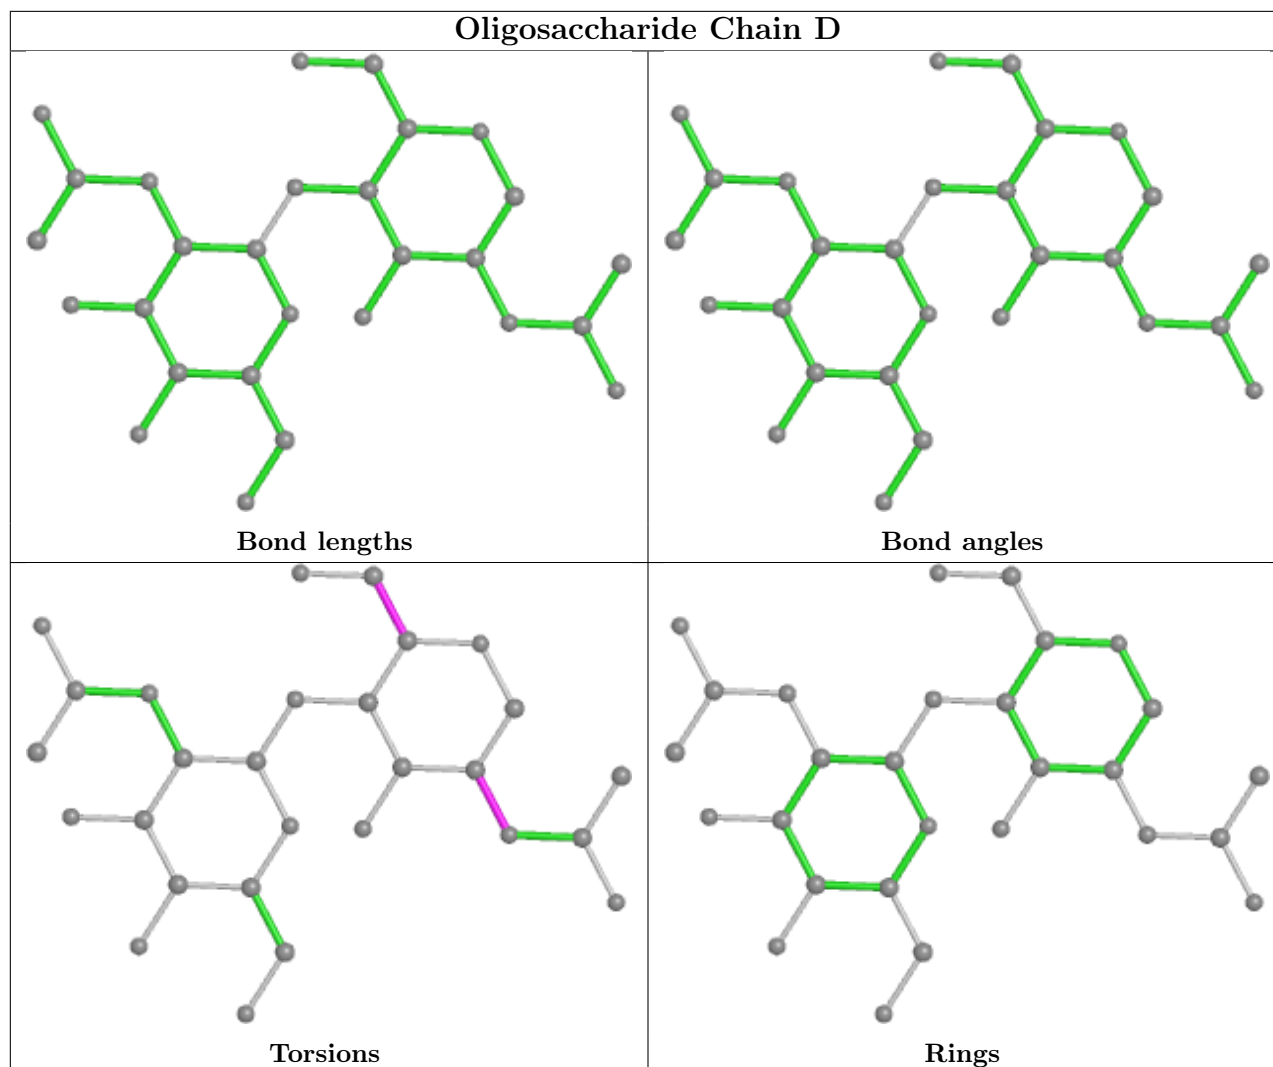 Oligosaccharide Chain D
Bond lengths
Bond angles
Torsions
Rings